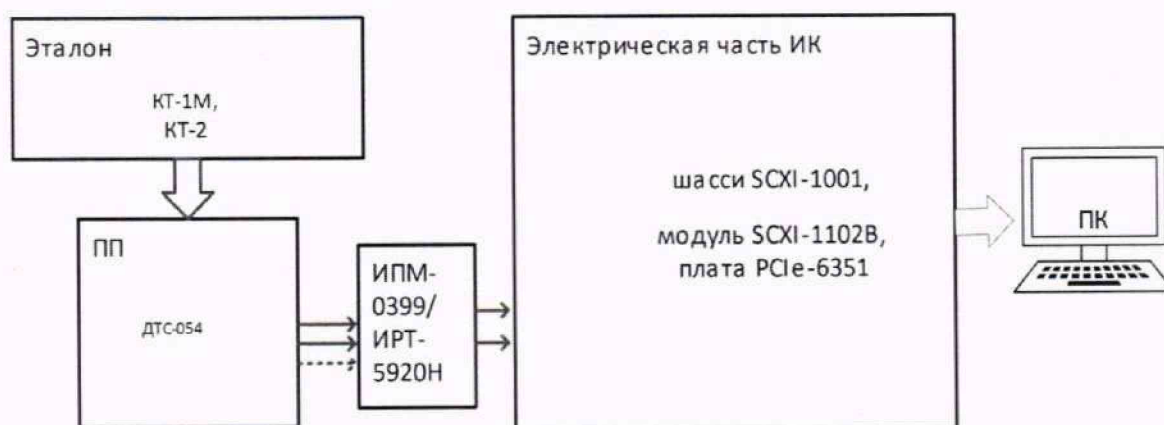 Эталон
КТ-1М,
КТ-2
ПП
ДТС-054
ИПМ-
0399/
ИРТ-
5920Н
Электрическая часть ИК
шасси SCXI-1001,
модуль SCXI-1102B,
плата PCIe-6351
ПК